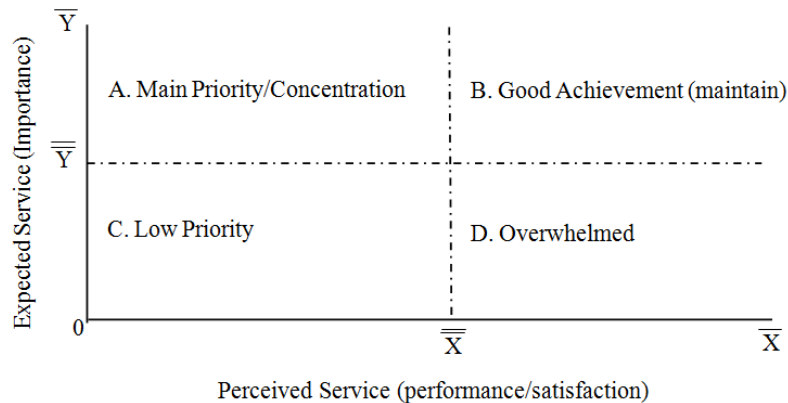 Y̅
A. Main Priority/Concentration
B. Good Achievement (maintain)
Expected Service (Importance)
Y̿
C. Low Priority
D. Overwhelmed
0
X̿
X̅
Perceived Service (performance/satisfaction)